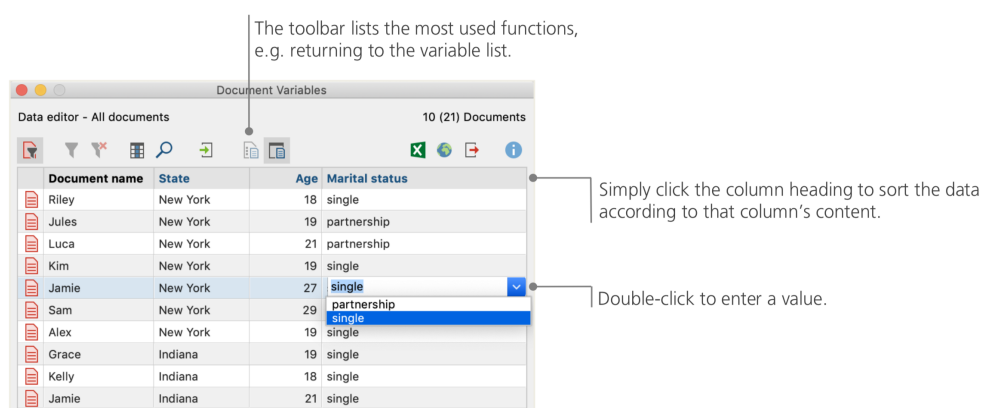 The toolbar lists the most used functions,
e.g. returning to the variable list.
Document Variables
Data editor - All documents 10 (21) Documents
Document name State Age Marital status
Riley New York 18 single
Jules New York 19 partnership
Luca New York 21 partnership
Kim New York 19 single
Jamie New York 27 single
Sam New York 29
partnership
single
Alex New York 19 single
Grace Indiana 19 single
Kelly Indiana 18 single
Jamie Indiana 21 single
Simply click the column heading to sort the data
according to that column’s content.
Double-click to enter a value.